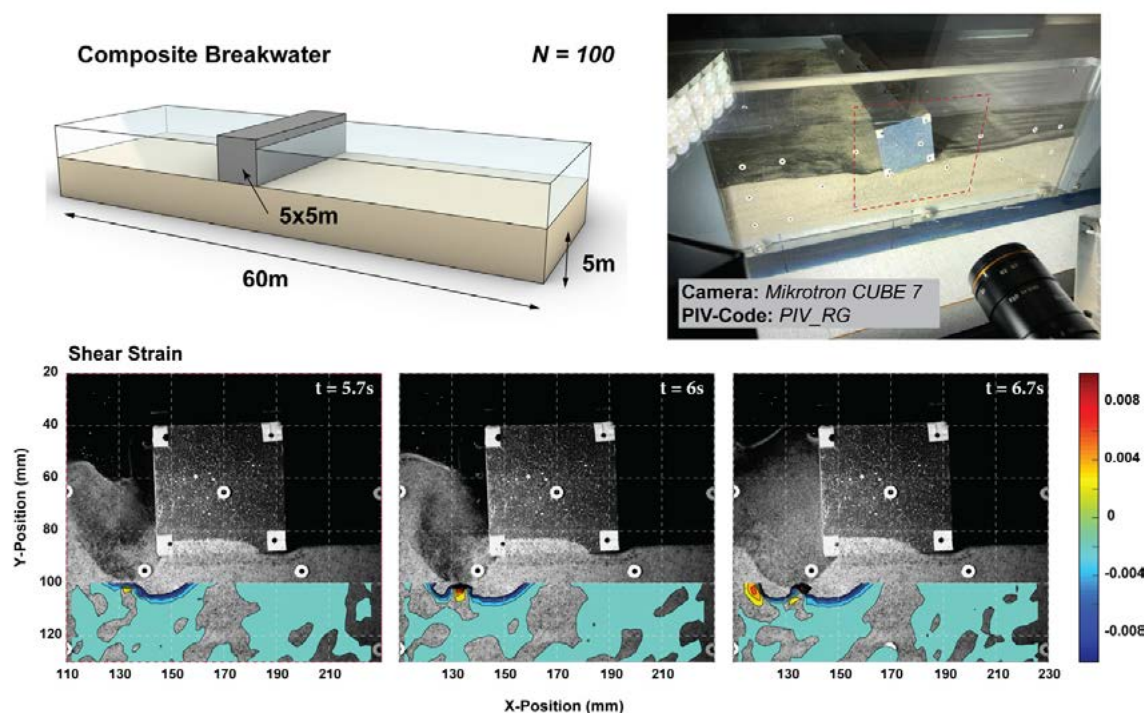 Composite Breakwater
N = 100
5x5m
60m
5m
Camera: Mikrotron CUBE 7
PIV-Code: PIV_RG
Shear Strain
t = 5.7s
t = 6s
t = 6.7s
20
40
60
80
100
120
Y-Position (mm)
110 130 150 170 190 210
130 150 170 190 210
110 130 150 170 190 210 230
X-Position (mm)
0.008
0.004
0
-0.004
-0.008